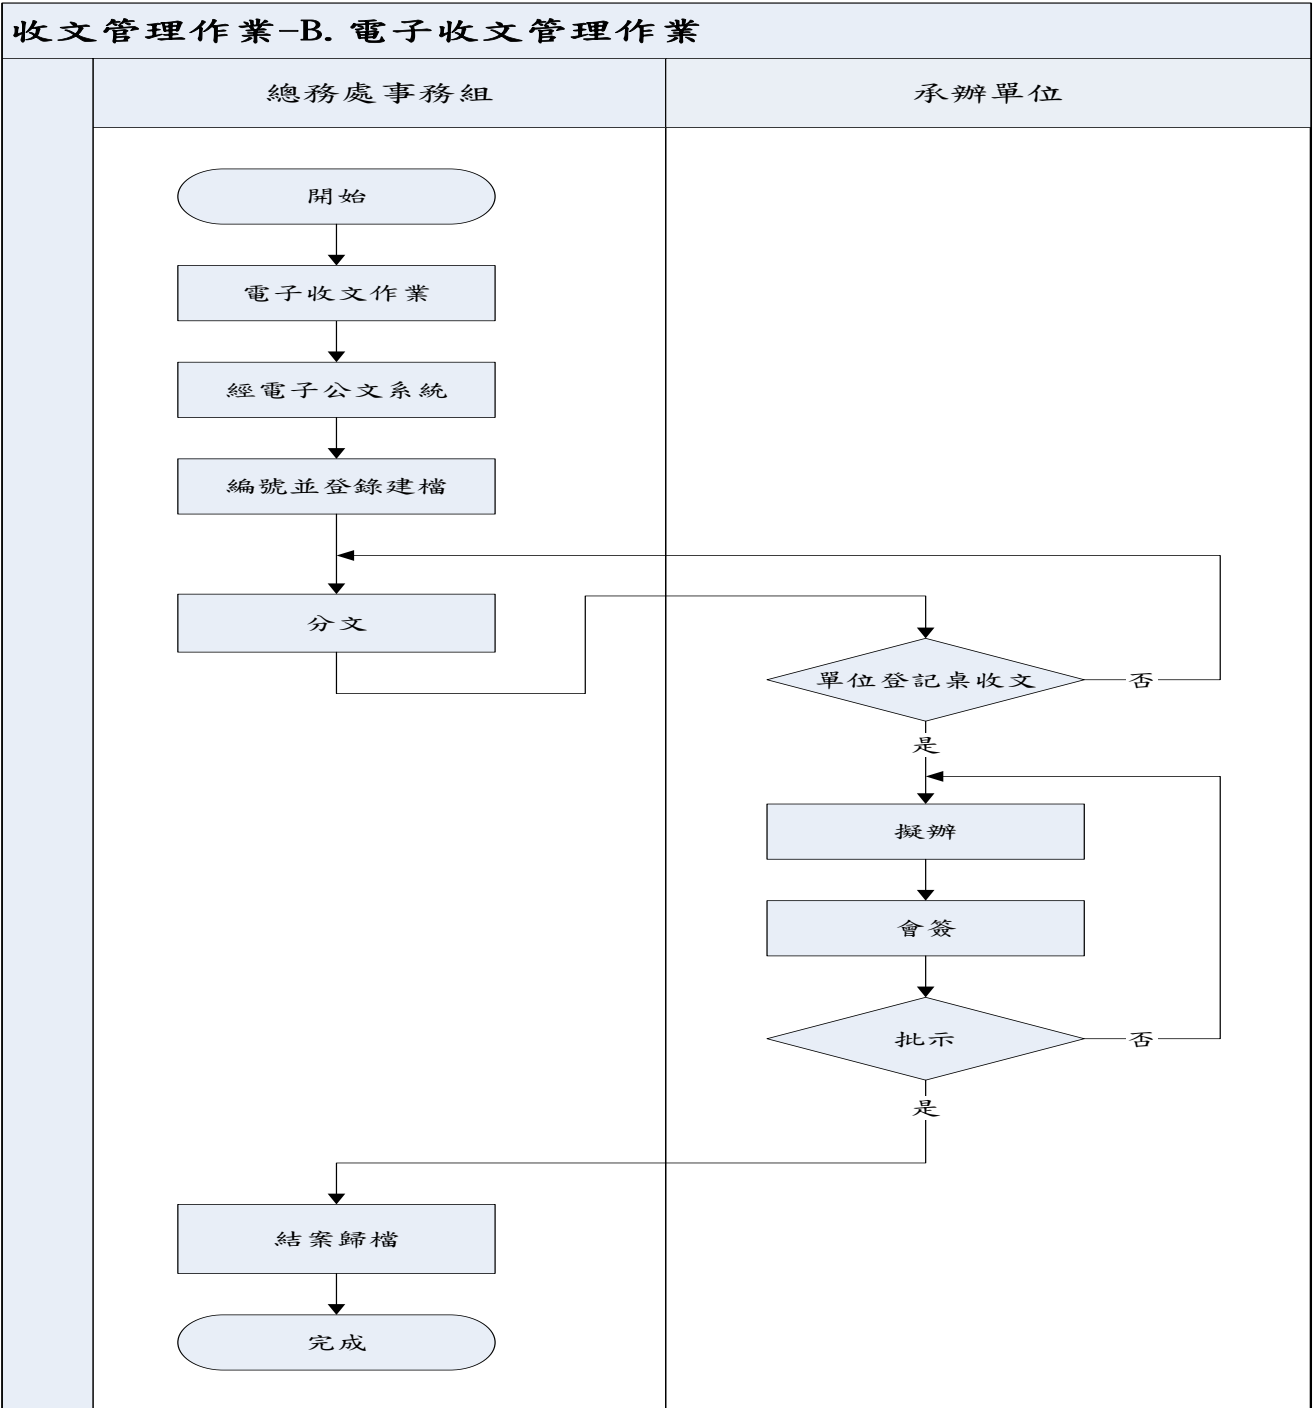 收文管理作業-B. 電子收文管理作業
總務處事務組
承辦單位
開始
電子收文作業
經電子公文系統
編號並登錄建檔
分文
單位登記桌收文
否
是
擬辦
會簽
批示
否
是
結案歸檔
完成